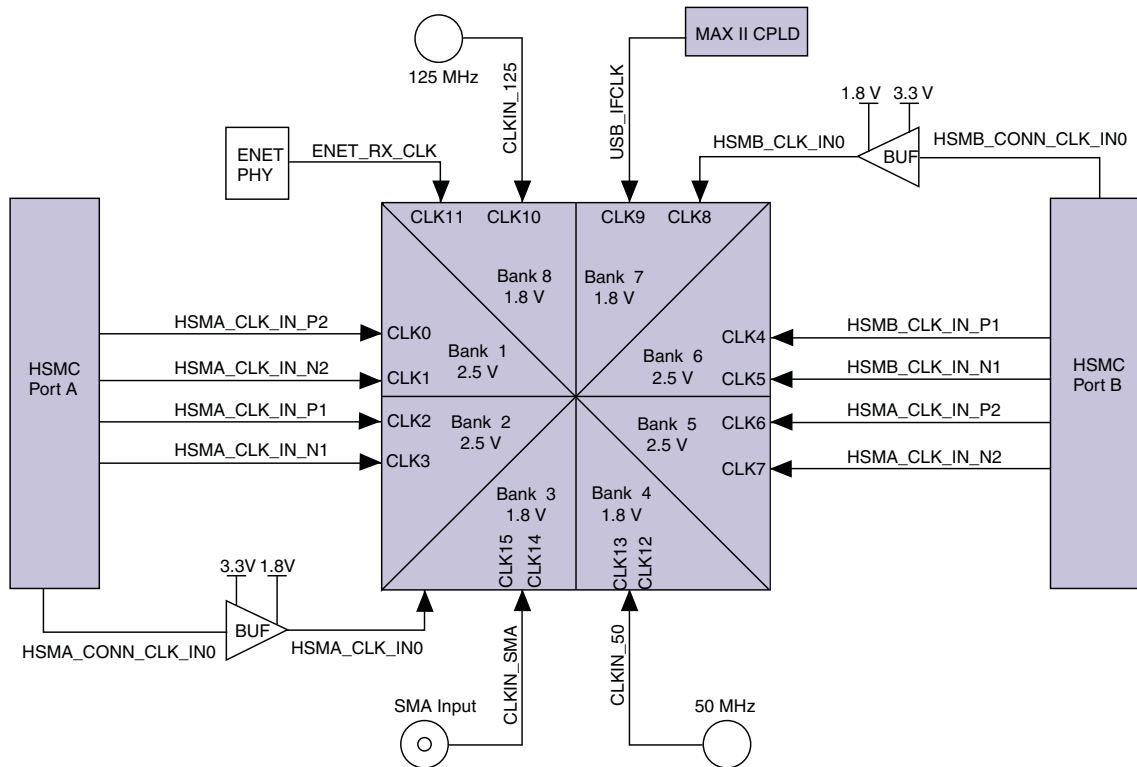 MAX II CPLD
125 MHz
CLKIN_125
USB_IFCLK
1.8 V
3.3 V
ENET
PHY
ENET_RX_CLK
HSMB_CLK_IN0
BUF
HSMB_CONN_CLK_IN0
CLK11
CLK10
CLK9
CLK8
Bank 8
1.8 V
Bank 7
1.8 V
HSMC
Port A
HSMA_CLK_IN_P2
HSMA_CLK_IN_N2
HSMA_CLK_IN_P1
HSMA_CLK_IN_N1
CLK0
CLK1
CLK2
CLK3
Bank 1
2.5 V
Bank 2
2.5 V
Bank 6
2.5 V
Bank 5
2.5 V
CLK4
CLK5
CLK6
CLK7
HSMB_CLK_IN_P1
HSMB_CLK_IN_N1
HSMA_CLK_IN_P2
HSMA_CLK_IN_N2
HSMC
Port B
Bank 3
1.8 V
Bank 4
1.8 V
CLK15
CLK14
CLK13
CLK12
3.3V
1.8V
BUF
HSMA_CONN_CLK_IN0
HSMA_CLK_IN0
CLKIN_SMA
CLKIN_50
SMA Input
50 MHz